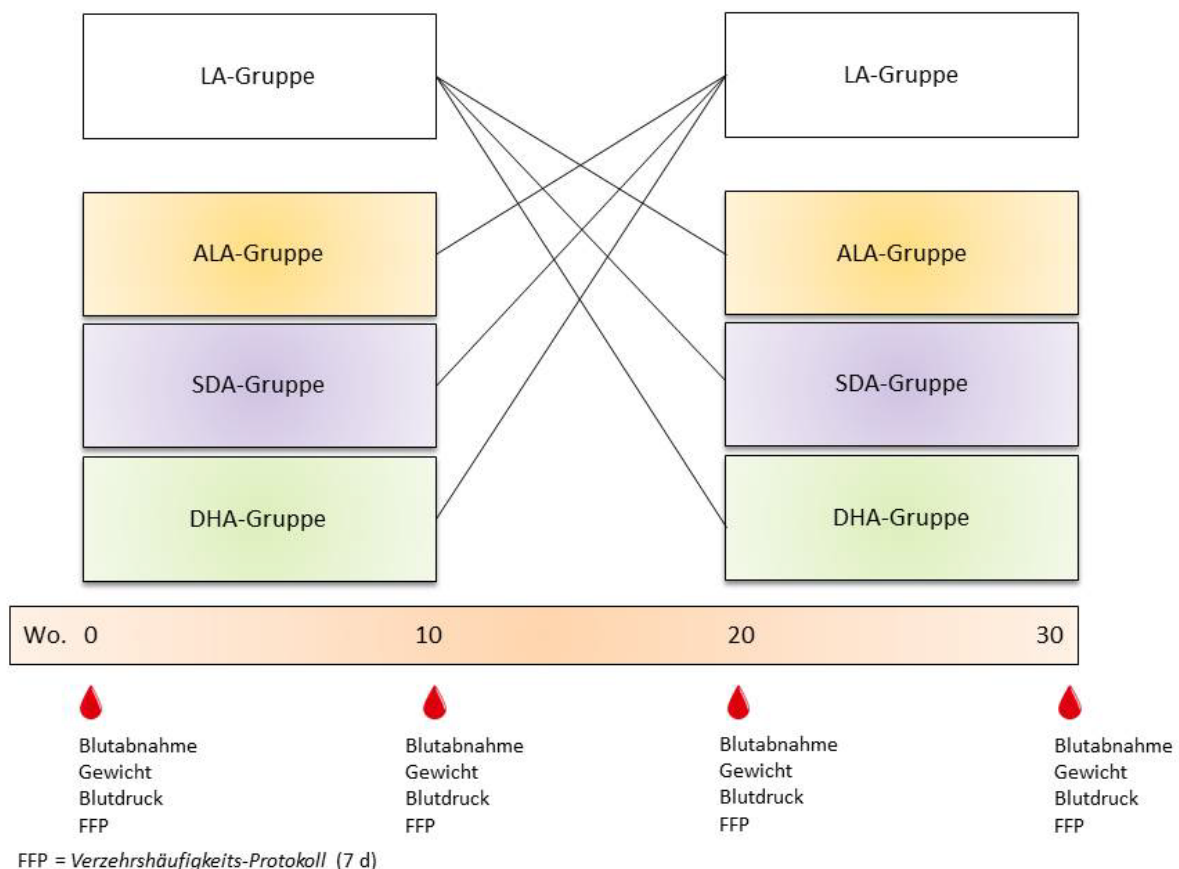 LA-Gruppe
LA-Gruppe
ALA-Gruppe
ALA-Gruppe
SDA-Gruppe
SDA-Gruppe
DHA-Gruppe
DHA-Gruppe
Wo. 0 10 20 30
Blutabnahme
Gewicht
Blutdruck
FFP
Blutabnahme
Gewicht
Blutdruck
FFP
Blutabnahme
Gewicht
Blutdruck
FFP
Blutabnahme
Gewicht
Blutdruck
FFP
FFP = Verzehrshäufigkeits-Protokoll (7 d)